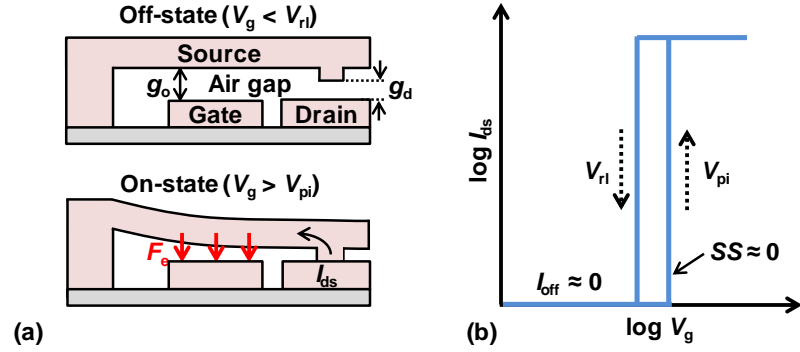 Off-state (Vg < Vrl)
Source
go
Air gap
gd
Gate
Drain
On-state (Vg > Vpi)
Fe
Ids
(a)
log Ids
Vrl
Vpi
SS ≈ 0
Ioff ≈ 0
log Vg
(b)